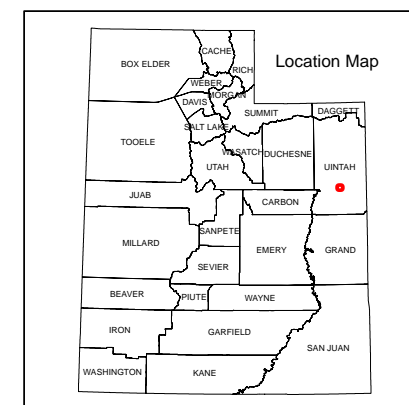 Location Map
CACHE
BOX ELDER
RICH
WEBER
MORGAN
DAVIS
SUMMIT
DAGGETT
SALT LAKE
TOOELE
WASATCH
DUCHESNE
UINTAH
UTAH
JUAB
CARBON
SANPETE
MILLARD
EMERY
GRAND
SEVIER
BEAVER
PIUTE
WAYNE
IRON
GARFIELD
SAN JUAN
WASHINGTON
KANE